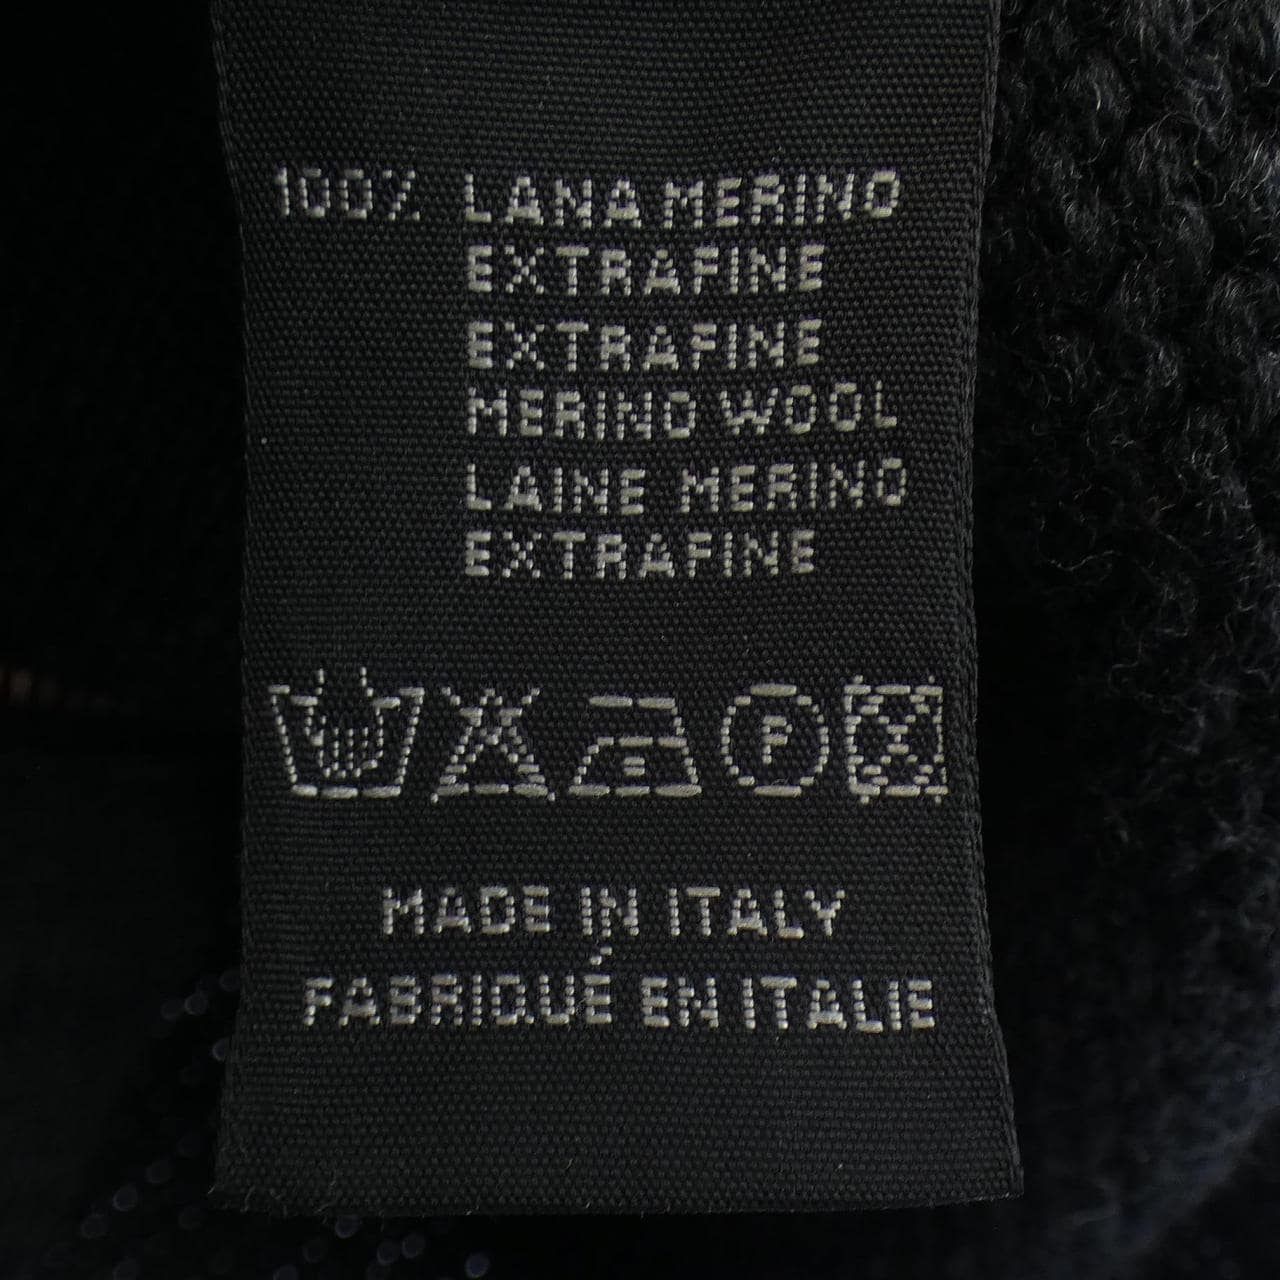 100% LANA MERINO
EXTRAFINE
EXTRAFINE
MERINO WOOL
LAINE MERINO
EXTRAFINE
P
MADE IN ITALY
FABRIQUÉ EN ITALIE